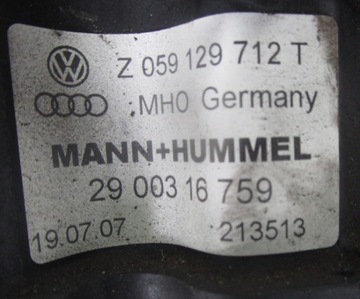 Z 059 129 712 T
MH0 Germany
MANN+HUMMEL
29 003 16 759
19.07.07 213513